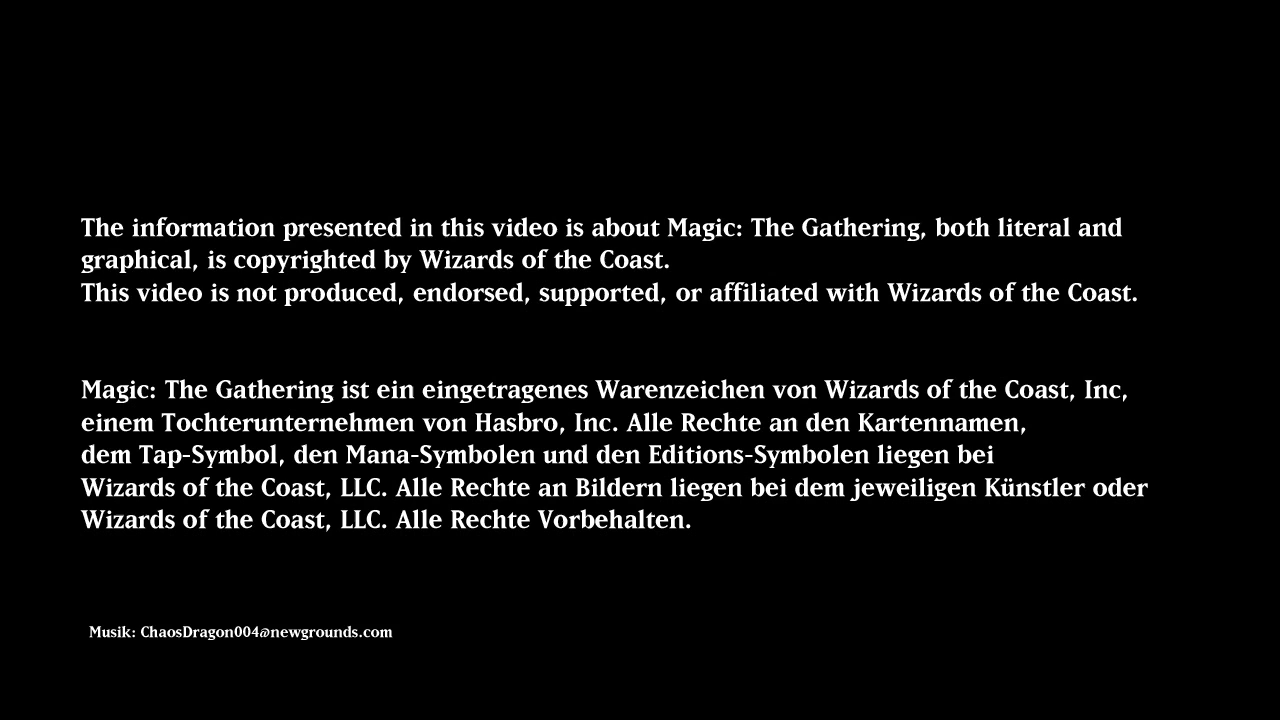 The information presented in this video is about Magic: The Gathering, both literal and
graphical, is copyrighted by Wizards of the Coast.
This video is not produced, endorsed, supported, or affiliated with Wizards of the Coast.
Magic: The Gathering ist ein eingetragenes Warenzeichen von Wizards of the Coast, Inc,
einem Tochterunternehmen von Hasbro, Inc. Alle Rechte an den Kartennamen,
dem Tap-Symbol, den Mana-Symbolen und den Editions-Symbolen liegen bei
Wizards of the Coast, LLC. Alle Rechte an Bildern liegen bei dem jeweiligen Künstler oder
Wizards of the Coast, LLC. Alle Rechte Vorbehalten.
Musik: ChaosDragon004@newgrounds.com